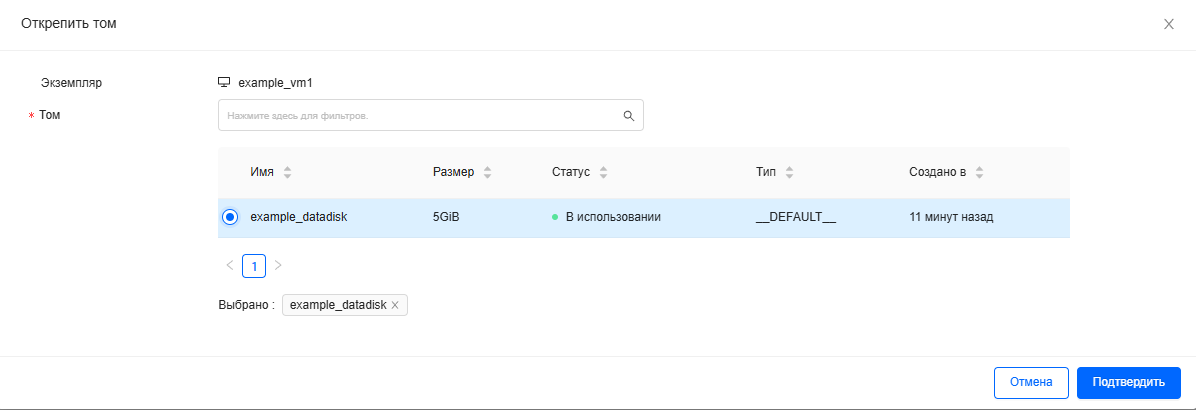 Открепить том
Экземпляр example_vm1
* Том Нажмите здесь для фильтров.
Имя Размер Статус Тип Создано в
example_datadisk 5GiB В использовании __DEFAULT__ 11 минут назад
1
Выбрано : example_datadisk
Отмена Подтвердить